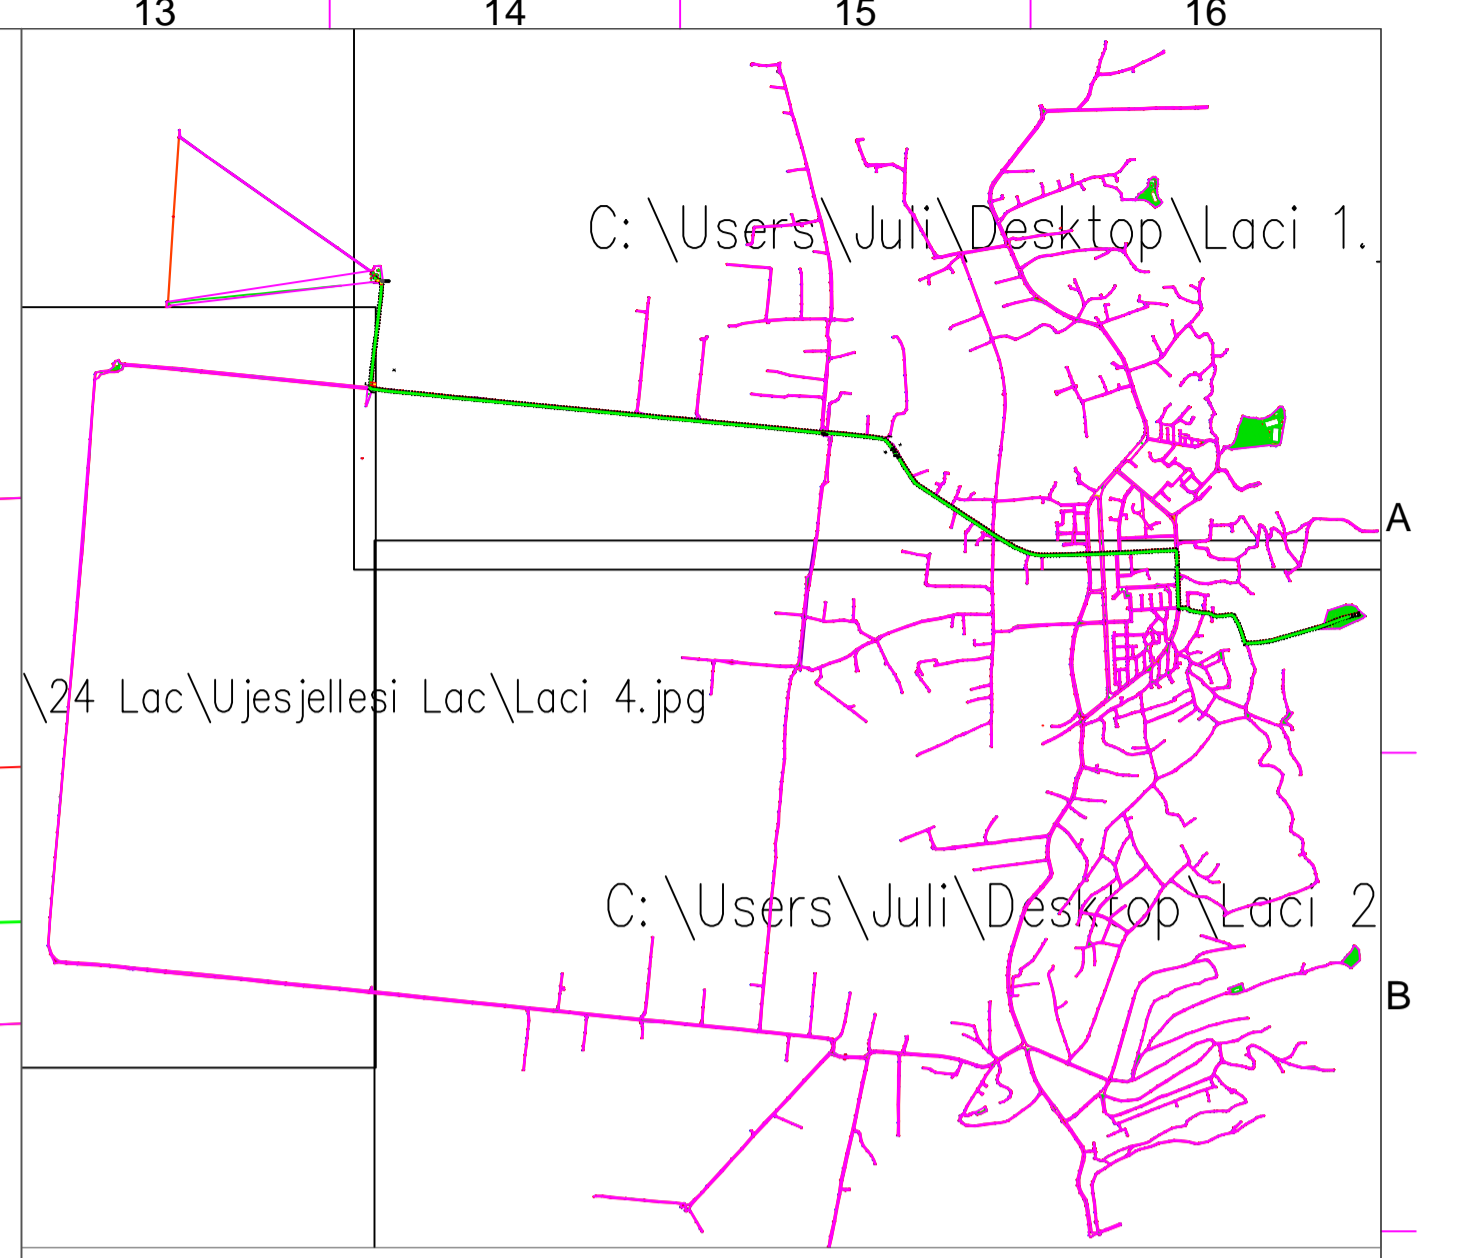 13 14 15 16
C:\Users\Juli\Desktop\Laci 1.
A
\24 Lac\Ujesjellesi Lac\Laci 4.jpg
C:\Users\Juli\Desktop\Laci 2
B